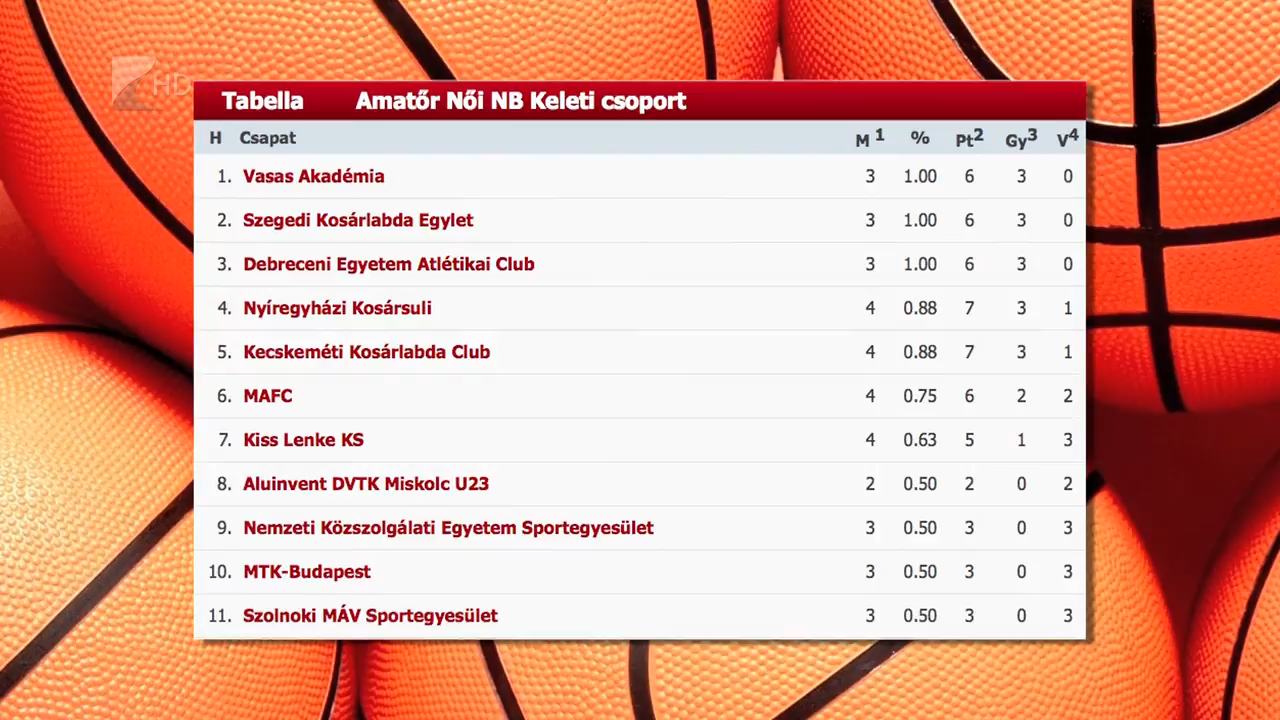 HD
Tabella Amatőr Női NB Keleti csoport
H Csapat M 1 % Pt2 Gy3 V4
1. Vasas Akadémia 3 1.00 6 3 0
2. Szegedi Kosárlabda Egylet 3 1.00 6 3 0
3. Debreceni Egyetem Atlétikai Club 3 1.00 6 3 0
4. Nyíregyházi Kosársuli 4 0.88 7 3 1
5. Kecskeméti Kosárlabda Club 4 0.88 7 3 1
6. MAFC 4 0.75 6 2 2
7. Kiss Lenke KS 4 0.63 5 1 3
8. Aluinvent DVTK Miskolc U23 2 0.50 2 0 2
9. Nemzeti Közszolgálati Egyetem Sportegyesület 3 0.50 3 0 3
10. MTK-Budapest 3 0.50 3 0 3
11. Szolnoki MÁV Sportegyesület 3 0.50 3 0 3